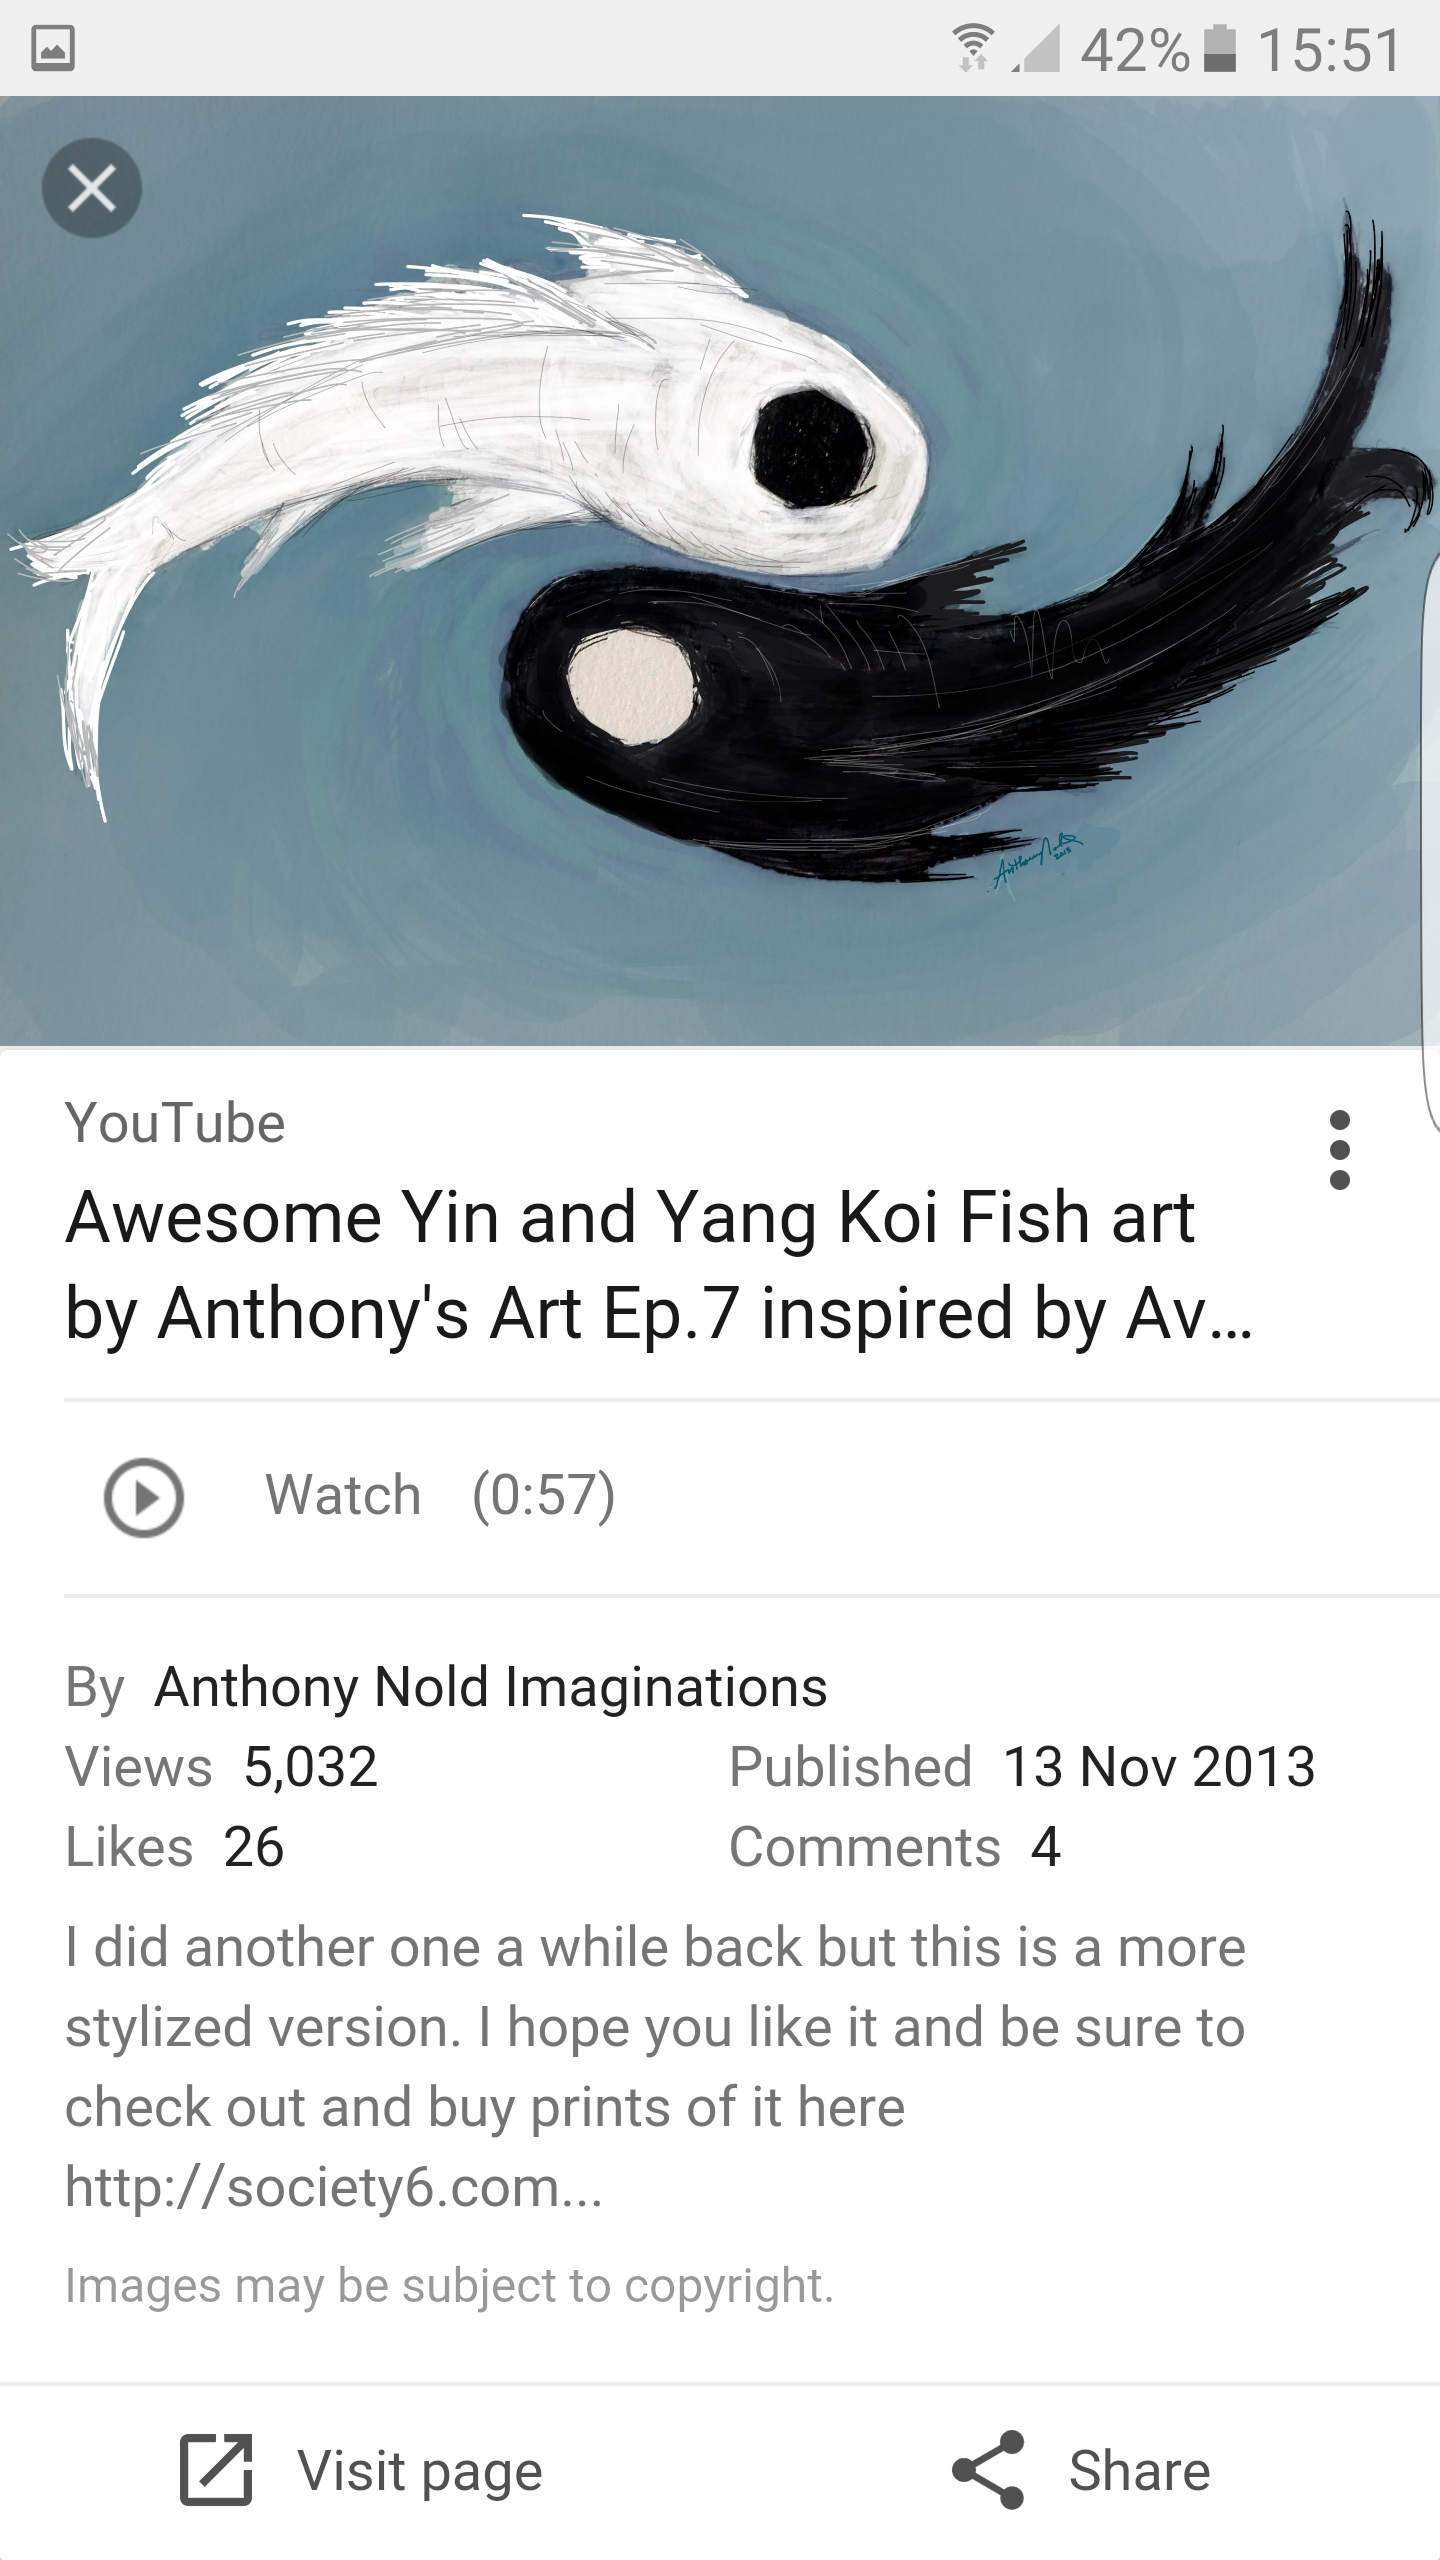 42% 15:51
YouTube
Awesome Yin and Yang Koi Fish art
by Anthony's Art Ep.7 inspired by Av...
Watch (0:57)
By Anthony Nold Imaginations
Views 5,032 Published 13 Nov 2013
Likes 26 Comments 4
I did another one a while back but this is a more
stylized version. I hope you like it and be sure to
check out and buy prints of it here
http://society6.com...
Images may be subject to copyright.
Visit page Share